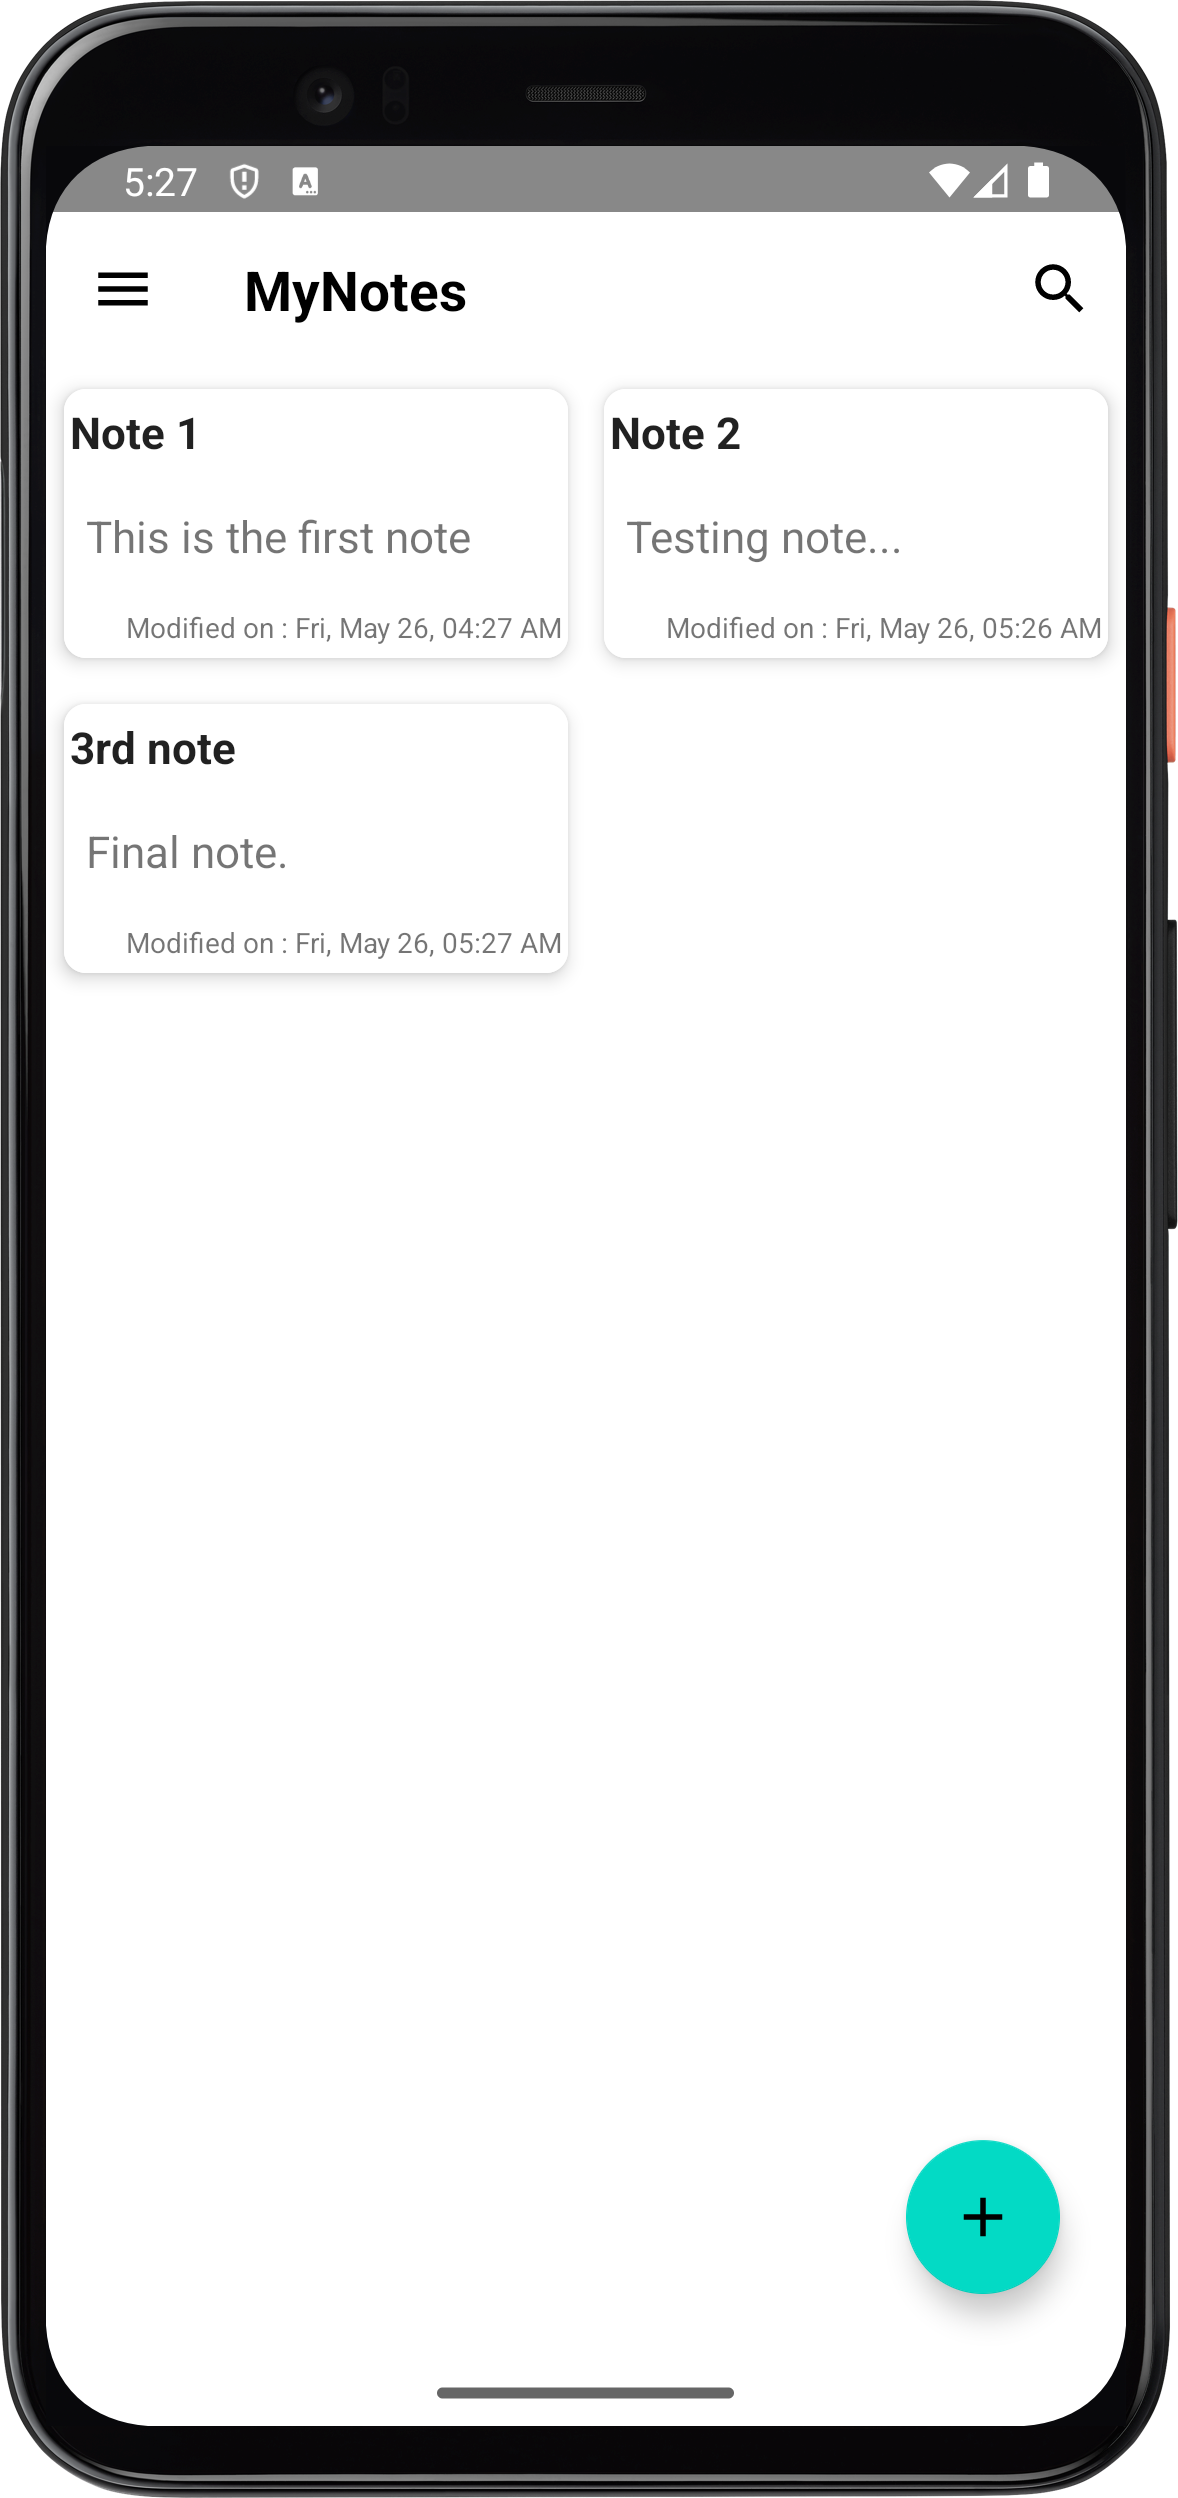 5:27
MyNotes
Note 1
This is the first note
Modified on : Fri, May 26, 04:27 AM
Note 2
Testing note...
Modified on : Fri, May 26, 05:26 AM
3rd note
Final note.
Modified on : Fri, May 26, 05:27 AM